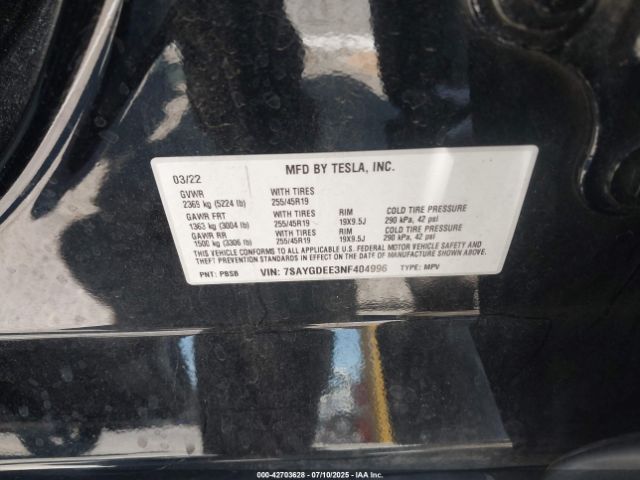 03/22 MFD BY TESLA, INC.
GVWR WITH TIRES
2369 kg (5224 lb) 255/45R19
GAWR FRT WITH TIRES RIM COLD TIRE PRESSURE
1363 kg (3004 lb) 255/45R19 19X9.5J 290 kPa, 42 psi
GAWR RR WITH TIRES RIM COLD TIRE PRESSURE
1500 kg (3306 lb) 255/45R19 19X9.5J 290 kPa, 42 psi
THIS VEHICLE CONFORMS TO ALL APPLICABLE U.S. FEDERAL MOTOR VEHICLE SAFETY AND
THEFT PREVENTION STANDARDS IN EFFECT ON THE DATE OF MANUFACTURE SHOWN ABOVE.
PNT: PBSB VIN: 7SAYGDEE3NF404996 TYPE: MPV
000-42703628 - 07/10/2025 - IAAI.COM